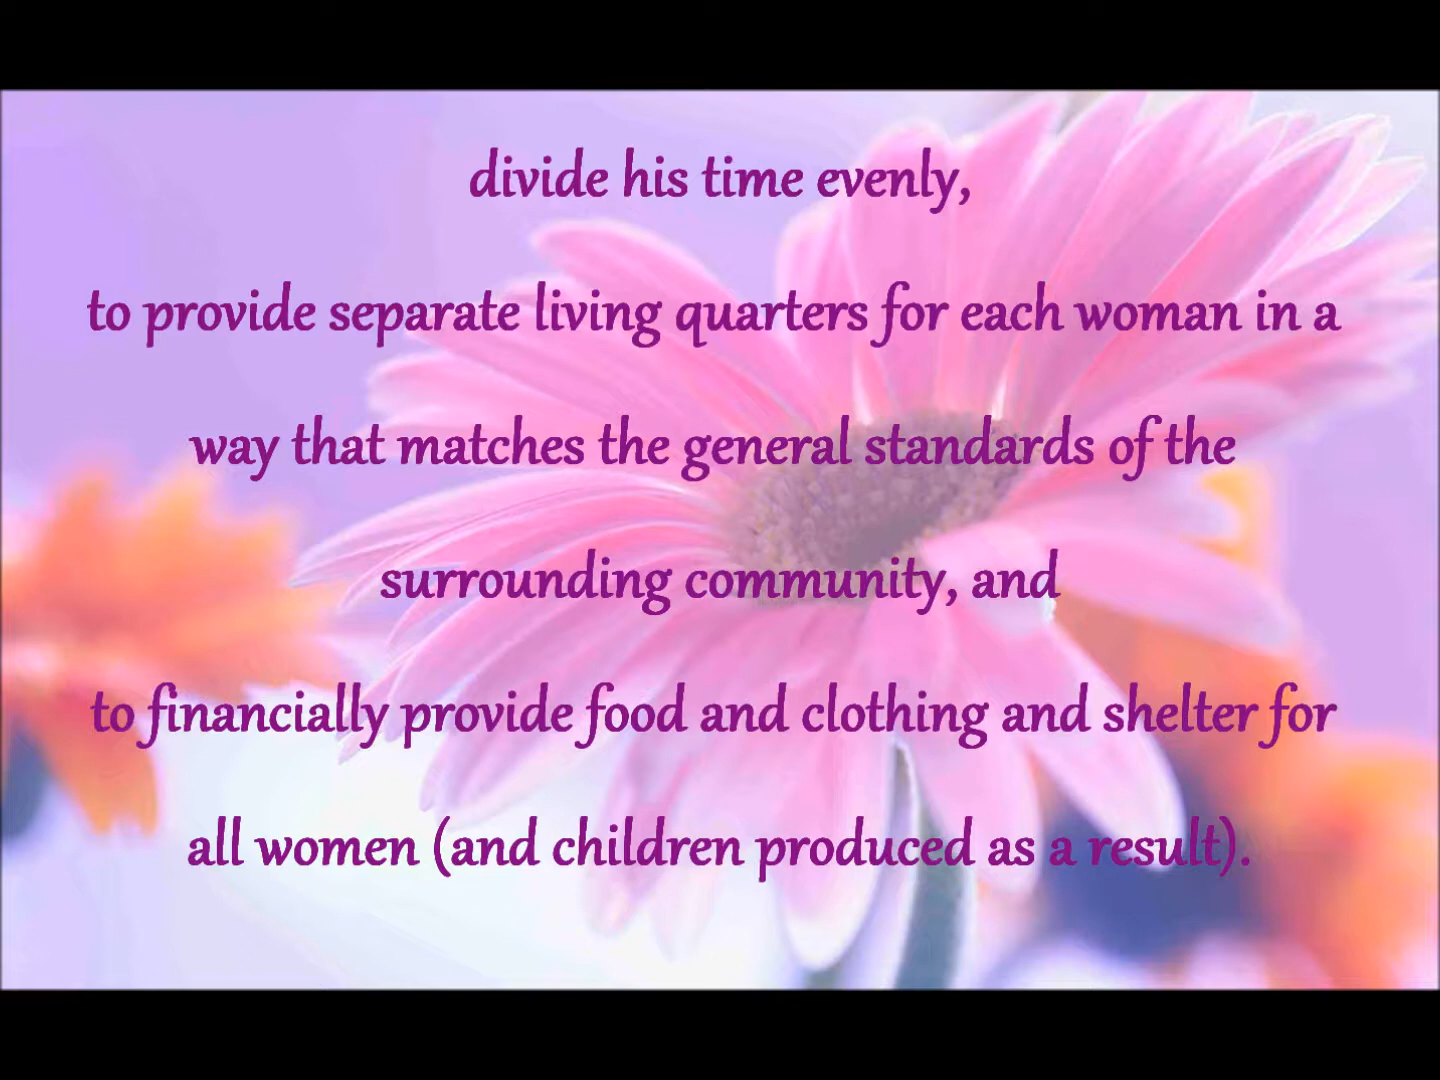 divide his time evenly,
to provide separate living quarters for each woman in a
way that matches the general standards of the
surrounding community, and
to financially provide food and clothing and shelter for
all women (and children produced as a result).